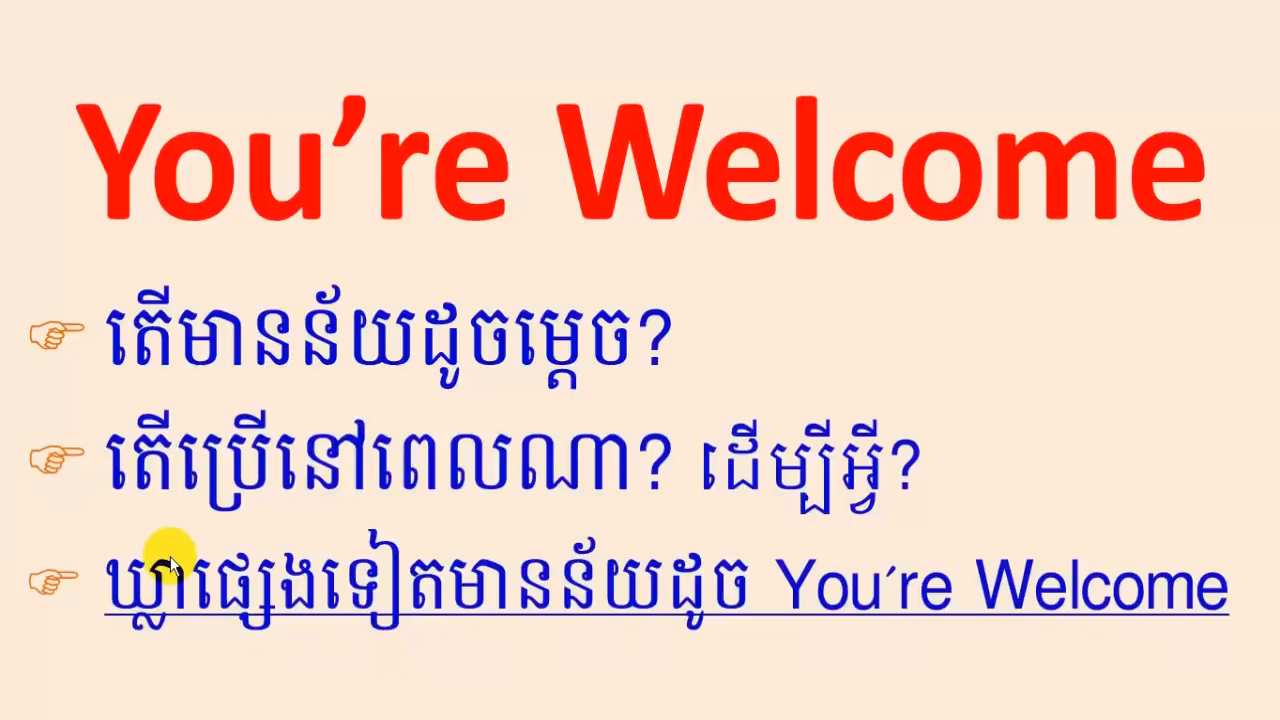 You’re Welcome
តើមានន័យដូចម្តេច?
តើប្រើនៅពេលណា? ដើម្បីអ្វី?
ឃ្លាផ្សេងទៀតមានន័យដូច You're Welcome